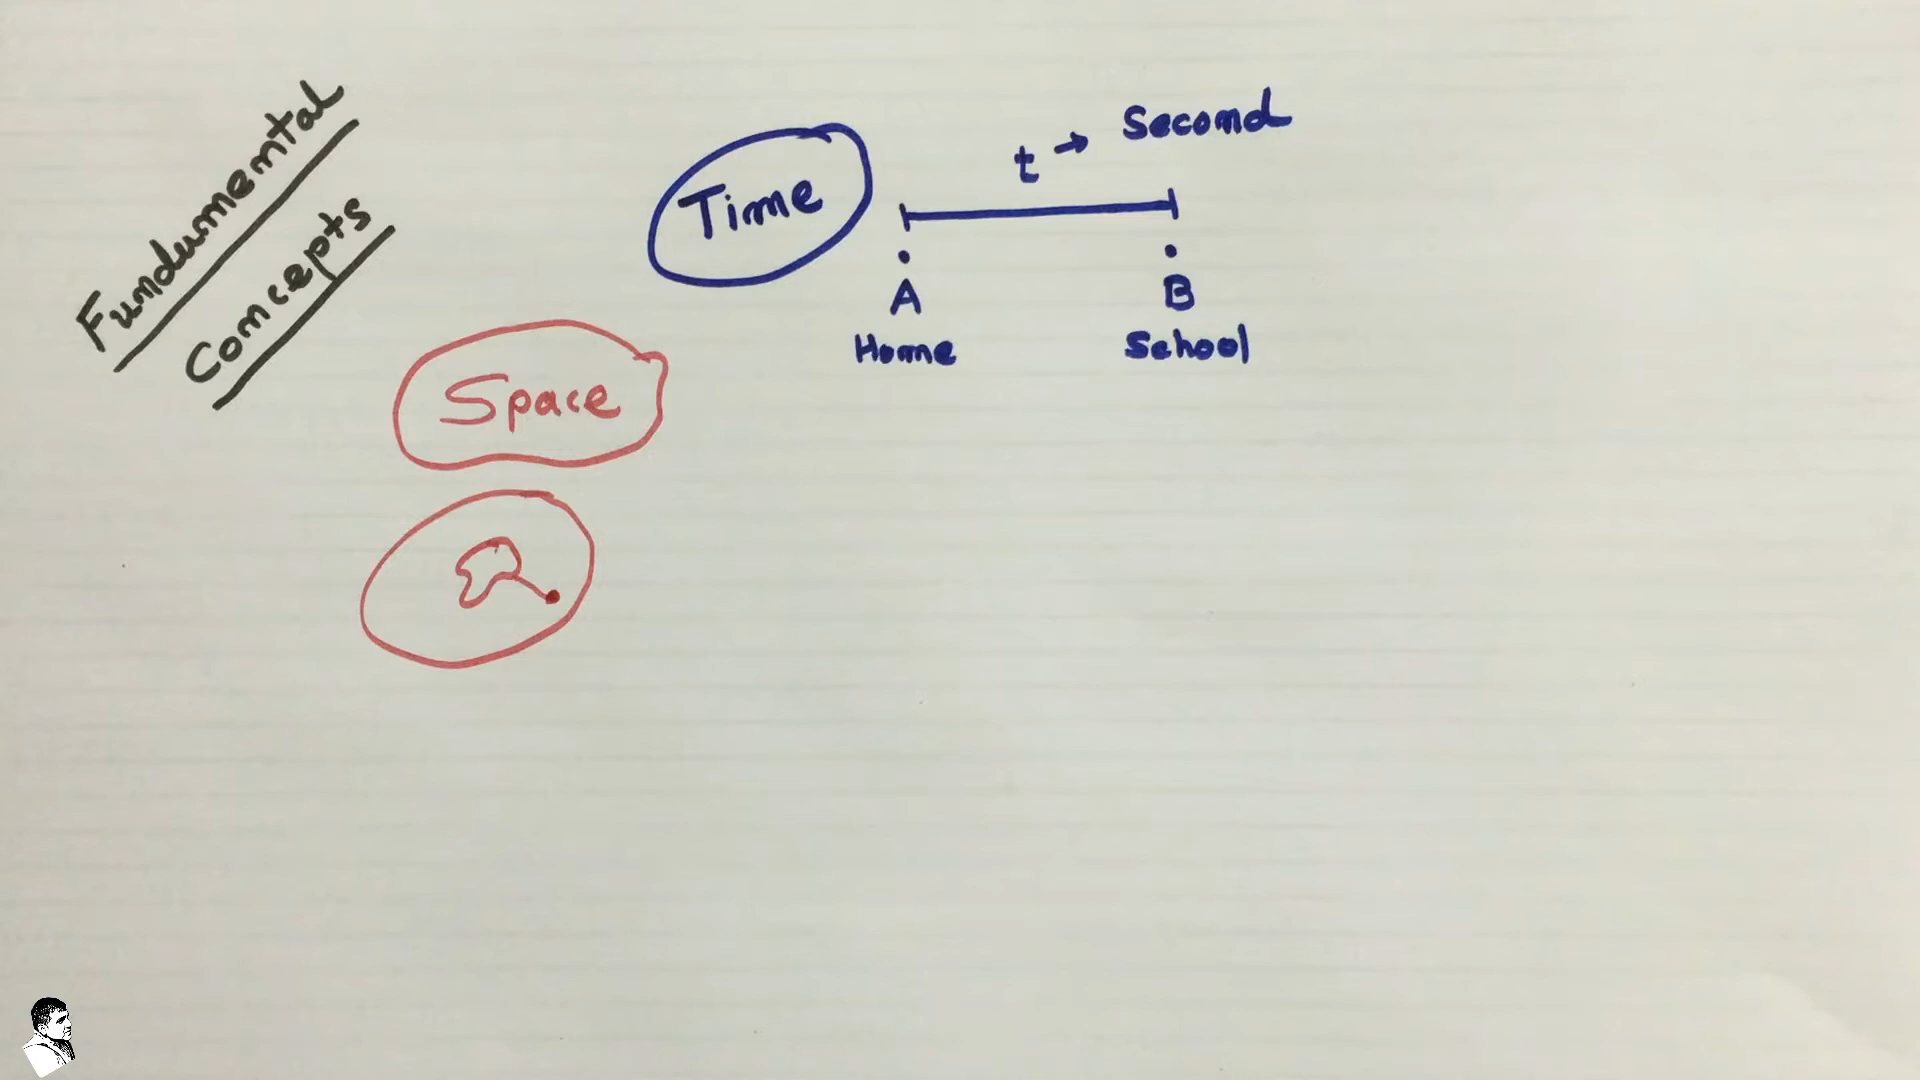 Fundumental
Concepts
Time
t → Second
A
B
Home
School
Space